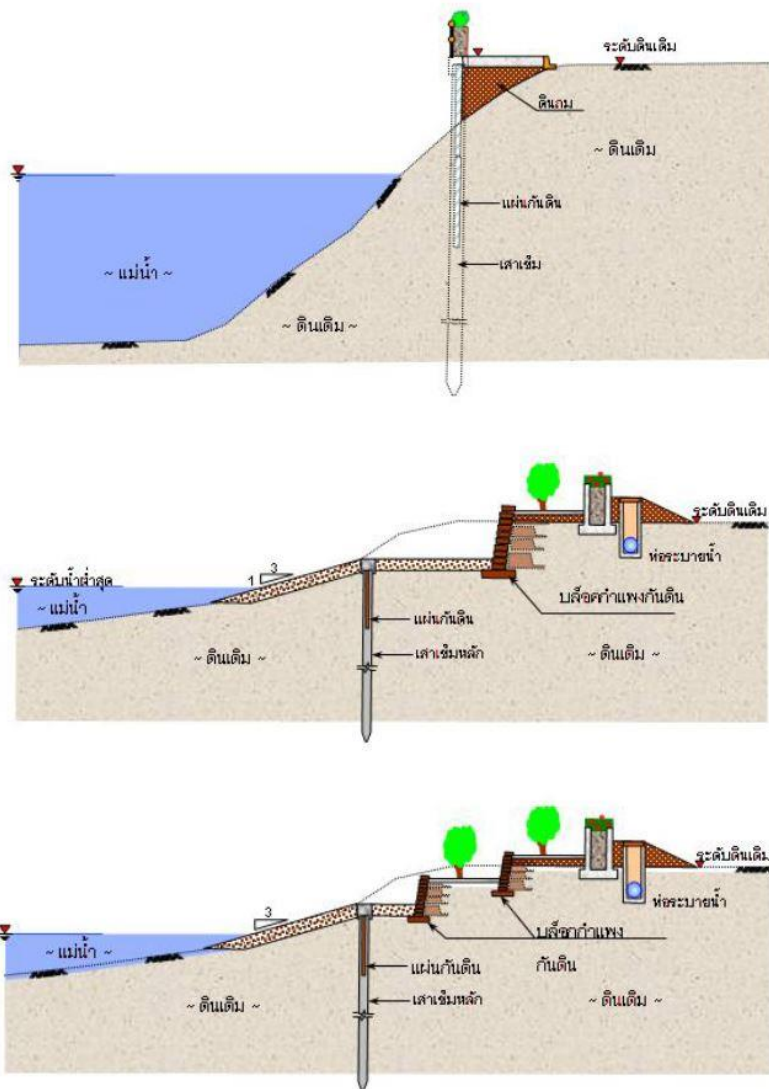 ระดับดินเดิม
ดินถม
~ ดินเดิม ~
แผ่นกันดิน
~ แม่น้ำ ~
เสาเข็ม
~ ดินเดิม ~
ระดับดินเดิม
ระดับน้ำต่ำสุด
3
1
ท่อระบายน้ำ
~ แม่น้ำ ~
บล็อคกำแพงกันดิน
แผ่นกันดิน
~ ดินเดิม ~
เสาเข็มหลัก
~ ดินเดิม ~
ระดับดินเดิม
3
ท่อระบายน้ำ
~ แม่น้ำ ~
บล็อกกำแพง
แผ่นกันดิน
กันดิน
~ ดินเดิม ~
เสาเข็มหลัก
~ ดินเดิม ~